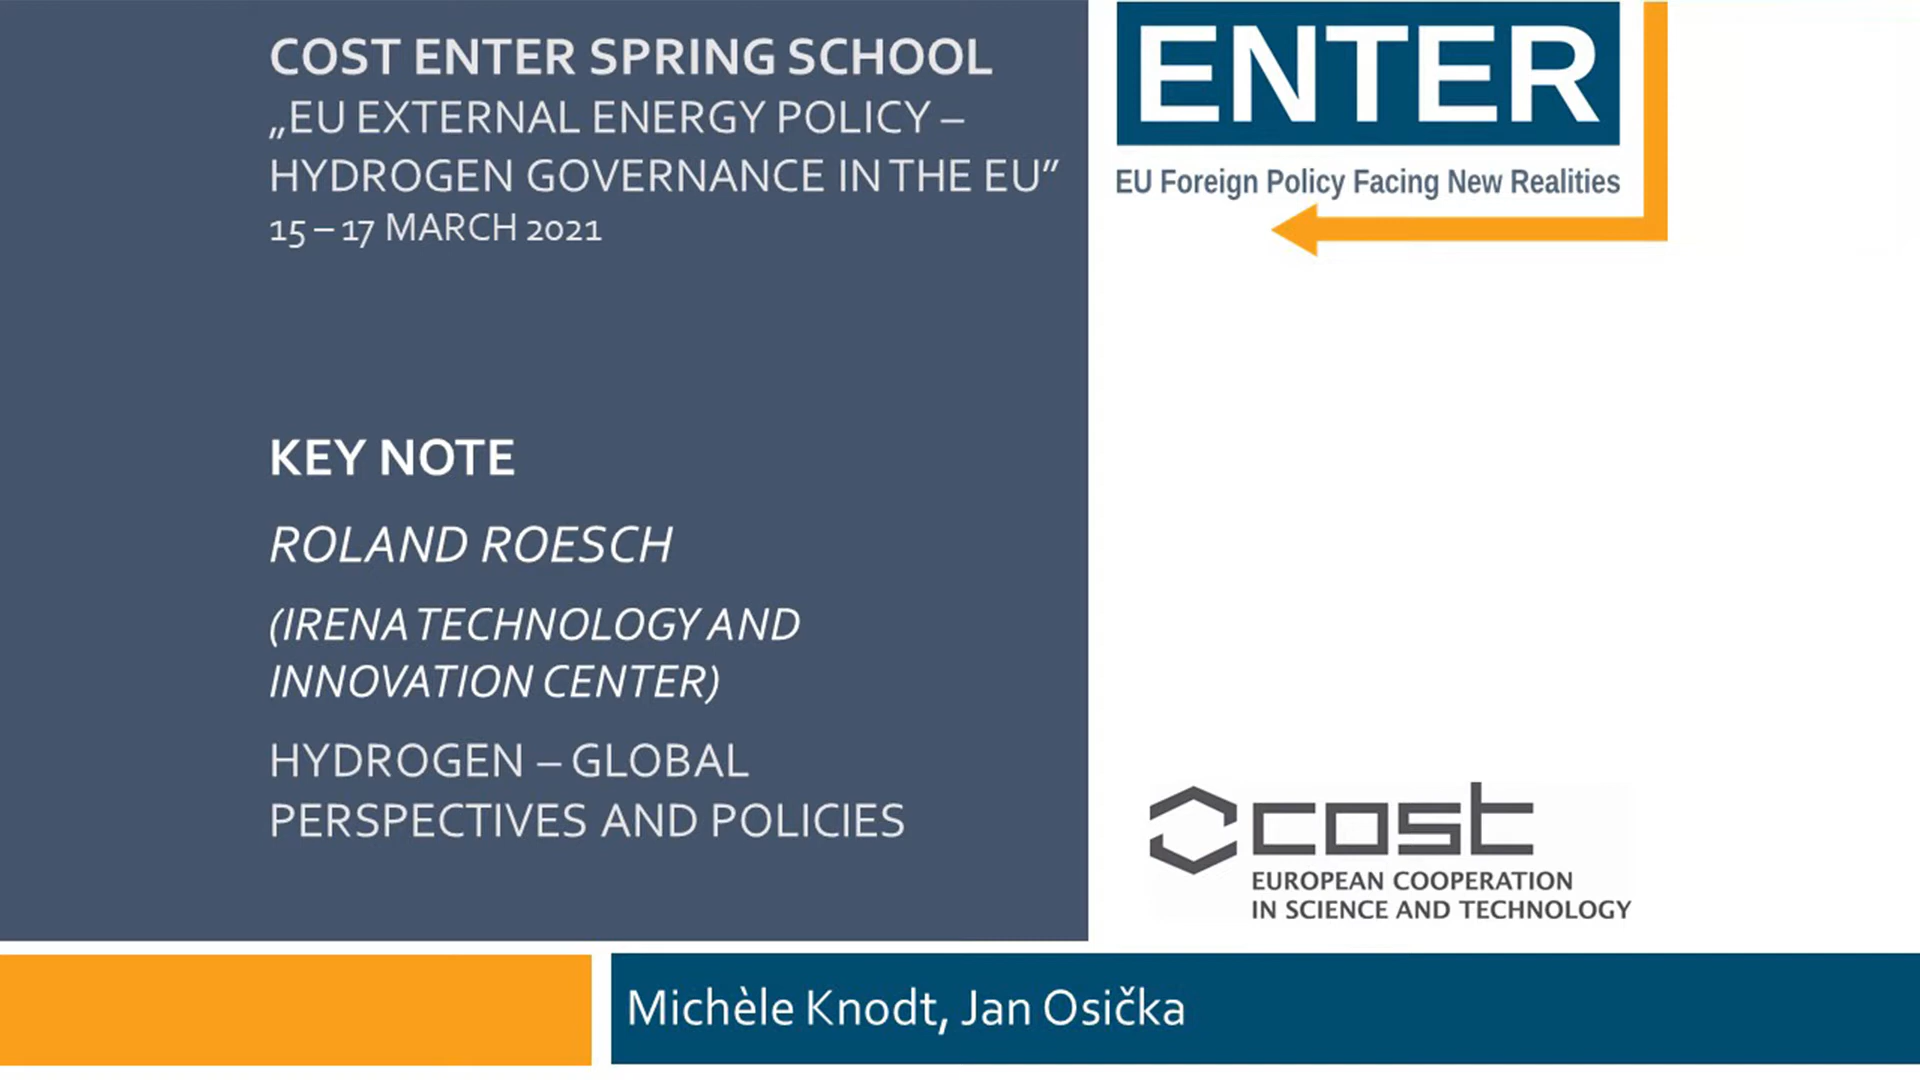 COST ENTER SPRING SCHOOL
„EU EXTERNAL ENERGY POLICY –
HYDROGEN GOVERNANCE IN THE EU”
15 – 17 MARCH 2021
KEY NOTE
ROLAND ROESCH
(IRENA TECHNOLOGY AND
INNOVATION CENTER)
HYDROGEN – GLOBAL
PERSPECTIVES AND POLICIES
ENTER
EU Foreign Policy Facing New Realities
cost
EUROPEAN COOPERATION
IN SCIENCE AND TECHNOLOGY
Michèle Knodt, Jan Osička